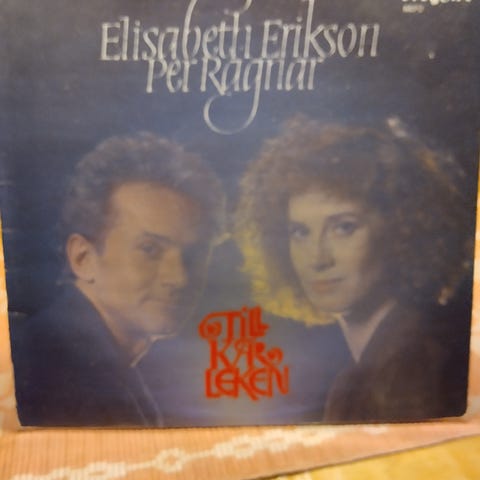 Elisabeth Erikson
Per Ragnar
TILL
KÄR
LEKEN